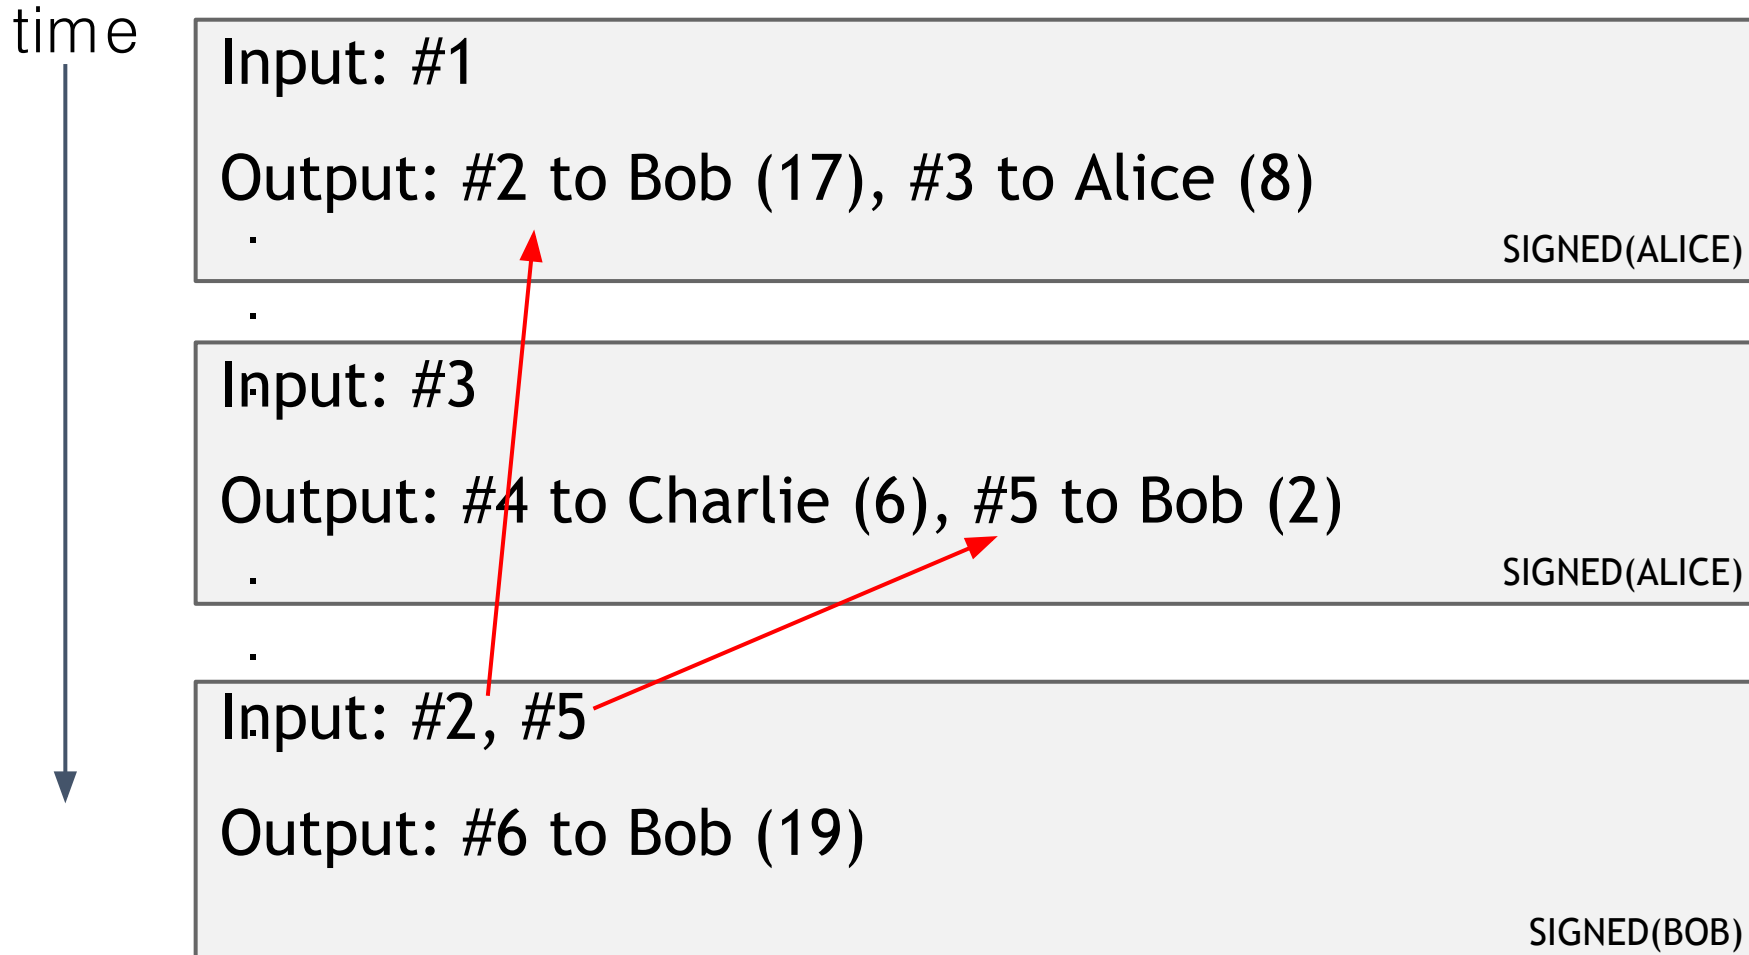 time
Input: #1
Output: #2 to Bob (17), #3 to Alice (8)
.
SIGNED(ALICE)
.
Input: #3
.
Output: #4 to Charlie (6), #5 to Bob (2)
.
SIGNED(ALICE)
.
Input: #2, #5
.
Output: #6 to Bob (19)
SIGNED(BOB)